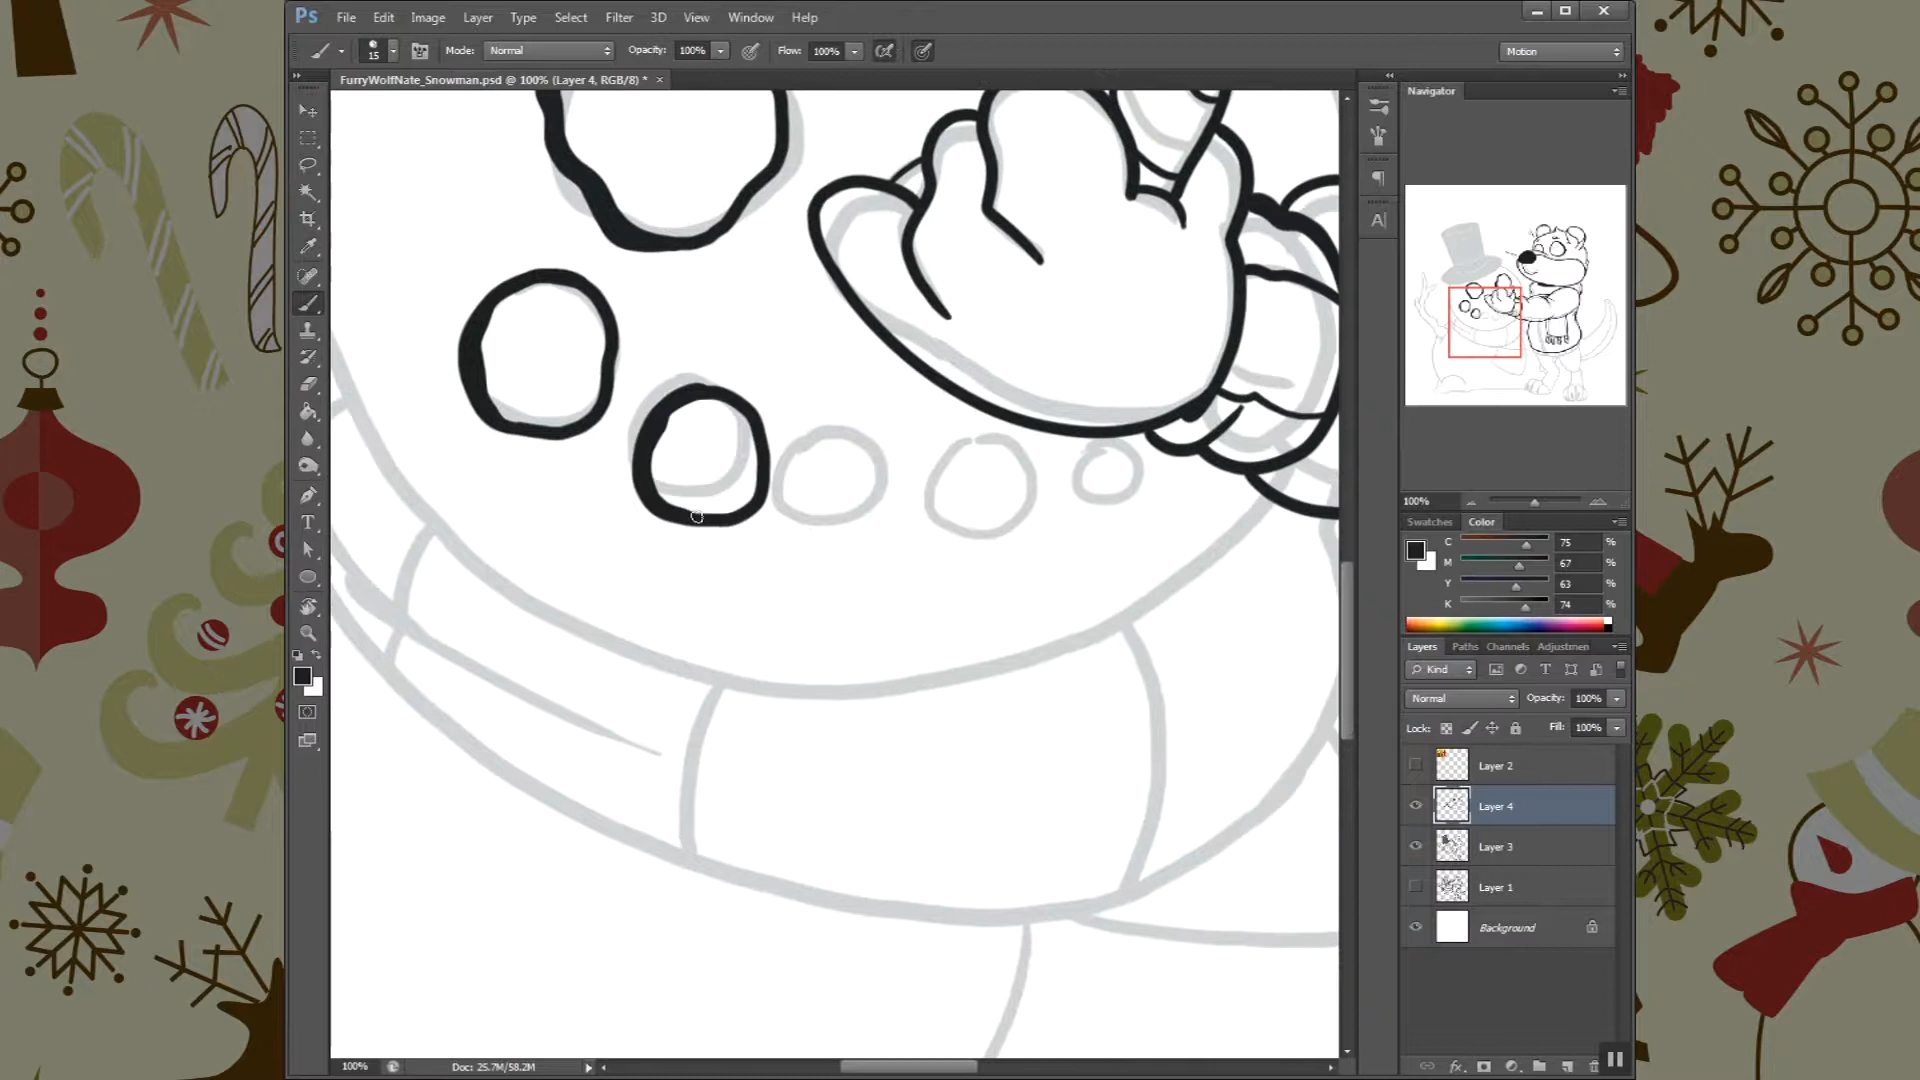 Ps File Edit Image Layer Type Select Filter 3D View Window Help
15 Mode: Normal Opacity: 100% Flow: 100% Motion
FurryWolfNate_Snowman.psd @ 100% (Layer 4, RGB/8) * ×
Navigator
100%
Swatches Color
C 75 %
M 67 %
Y 63 %
K 74 %
Layers Paths Channels Adjustmen
Kind T
Normal Opacity: 100%
Lock: Fill: 100%
Layer 2
Layer 4
Layer 3
Layer 1
Background
100% Doc: 25.7M/58.2M
fx